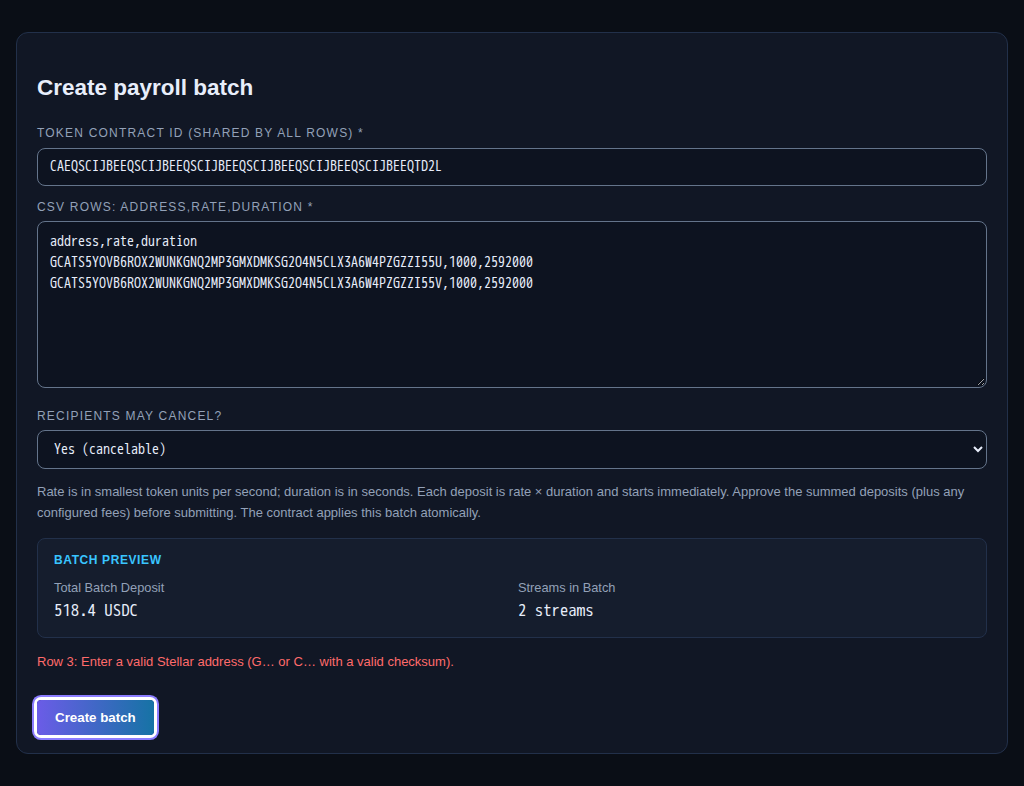 Create payroll batch
TOKEN CONTRACT ID (SHARED BY ALL ROWS) *
CAEQSCIJBEEQSCIJBEEQSCIJBEEQSCIJBEEQSCIJBEEQSCIJBEEQTD2L
CSV ROWS: ADDRESS,RATE,DURATION *
address,rate,duration
GCATS5YOVB6ROX2WUNKGNQ2MP3GMXDMKSG2O4N5CLX3A6W4PZGZZI55U,1000,2592000
GCATS5YOVB6ROX2WUNKGNQ2MP3GMXDMKSG2O4N5CLX3A6W4PZGZZI55V,1000,2592000
RECIPIENTS MAY CANCEL?
Yes (cancelable)
Rate is in smallest token units per second; duration is in seconds. Each deposit is rate × duration and starts immediately. Approve the summed deposits (plus any
configured fees) before submitting. The contract applies this batch atomically.
BATCH PREVIEW
Total Batch Deposit
518.4 USDC
Streams in Batch
2 streams
Row 3: Enter a valid Stellar address (G… or C… with a valid checksum).
Create batch